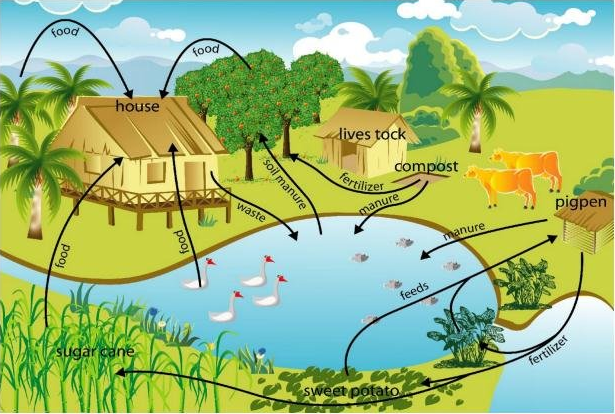 food
food
house
lives tock
compost
soil manure
fertilizer
manure
pigpen
waste
manure
food
food
feeds
fertilizer
sugar cane
sweet potato